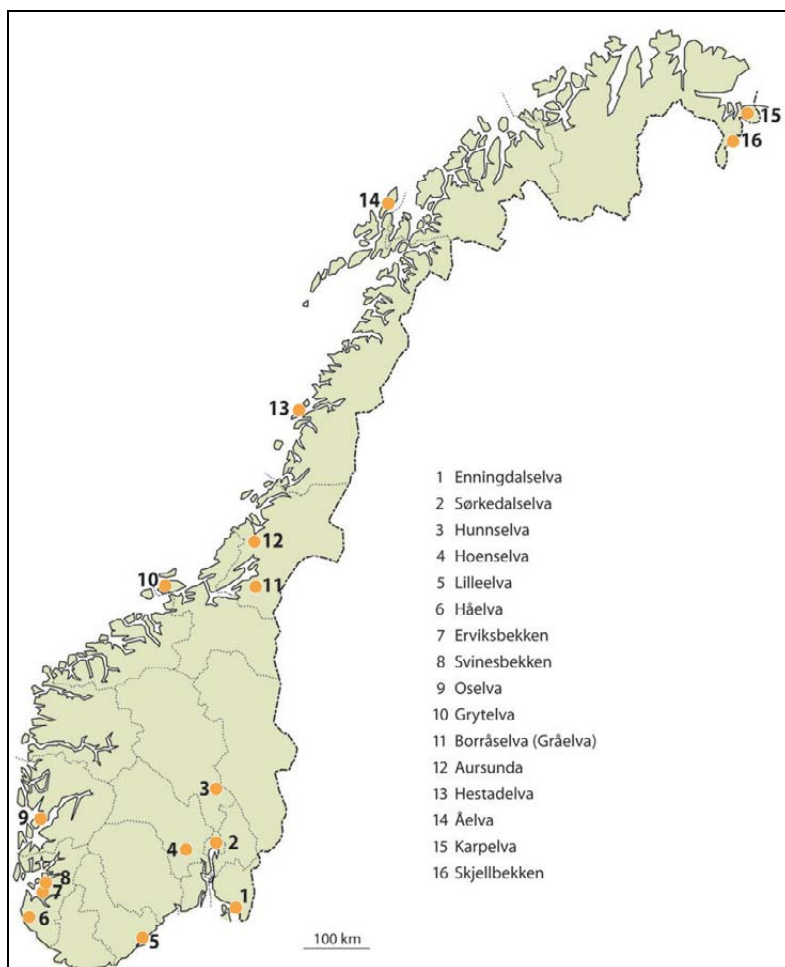 15
16
14
13
12
10
11
3
9
2
4
8
7
1
6
5
100 km
1 Enningdalselva
2 Sørkedalselva
3 Hunnselva
4 Hoenselva
5 Lilleelva
6 Håelva
7 Erviksbekken
8 Svinesbekken
9 Oselva
10 Grytelva
11 Borråselva (Gråelva)
12 Aursunda
13 Hestadelva
14 Åelva
15 Karpelva
16 Skjellbekken